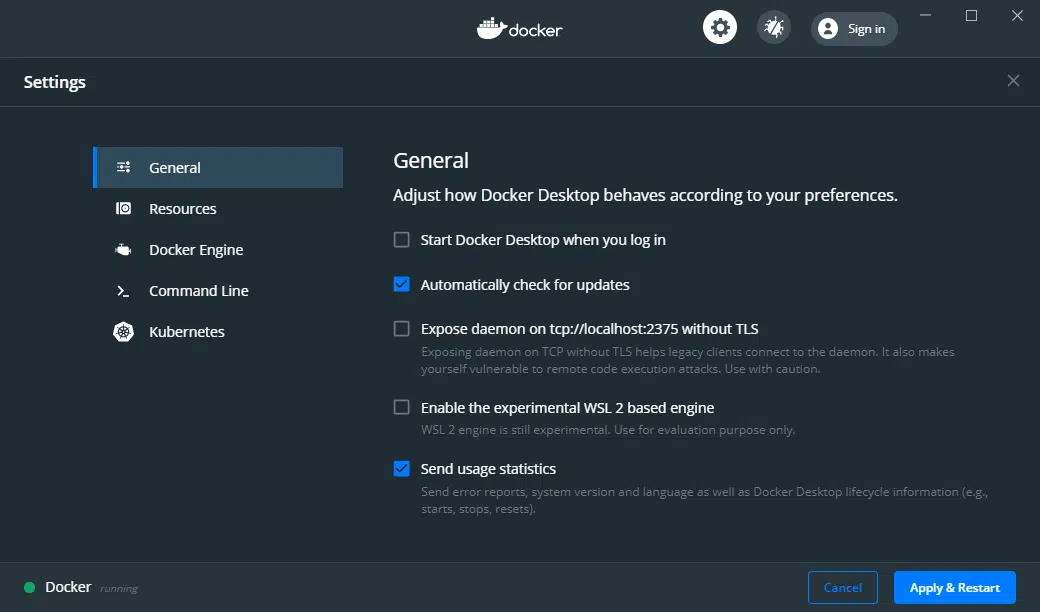 docker
Sign in
Settings
General
Resources
Docker Engine
Command Line
Kubernetes
General
Adjust how Docker Desktop behaves according to your preferences.
Start Docker Desktop when you log in
Automatically check for updates
Expose daemon on tcp://localhost:2375 without TLS
Exposing daemon on TCP without TLS helps legacy clients connect to the daemon. It also makes
yourself vulnerable to remote code execution attacks. Use with caution.
Enable the experimental WSL 2 based engine
WSL 2 engine is still experimental. Use for evaluation purpose only.
Send usage statistics
Send error reports, system version and language as well as Docker Desktop lifecycle information (e.g.,
starts, stops, resets).
Docker running
Cancel
Apply & Restart